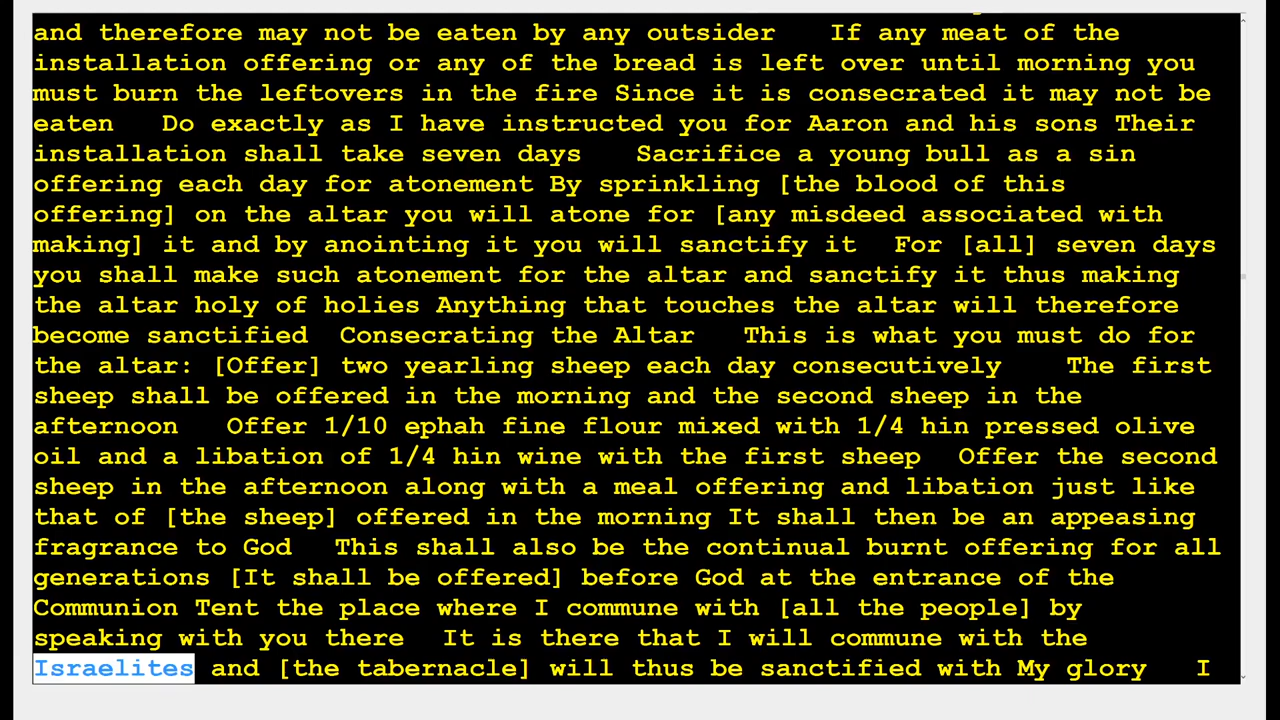 and therefore may not be eaten by any outsider If any meat of the
installation offering or any of the bread is left over until morning you
must burn the leftovers in the fire Since it is consecrated it may not be
eaten Do exactly as I have instructed you for Aaron and his sons Their
installation shall take seven days Sacrifice a young bull as a sin
offering each day for atonement By sprinkling [the blood of this
offering] on the altar you will atone for [any misdeed associated with
making] it and by anointing it you will sanctify it For [all] seven days
you shall make such atonement for the altar and sanctify it thus making
the altar holy of holies Anything that touches the altar will therefore
become sanctified Consecrating the Altar This is what you must do for
the altar: [Offer] two yearling sheep each day consecutively The first
sheep shall be offered in the morning and the second sheep in the
afternoon Offer 1/10 ephah fine flour mixed with 1/4 hin pressed olive
oil and a libation of 1/4 hin wine with the first sheep Offer the second
sheep in the afternoon along with a meal offering and libation just like
that of [the sheep] offered in the morning It shall then be an appeasing
fragrance to God This shall also be the continual burnt offering for all
generations [It shall be offered] before God at the entrance of the
Communion Tent the place where I commune with [all the people] by
speaking with you there It is there that I will commune with the
Israelites and [the tabernacle] will thus be sanctified with My glory I